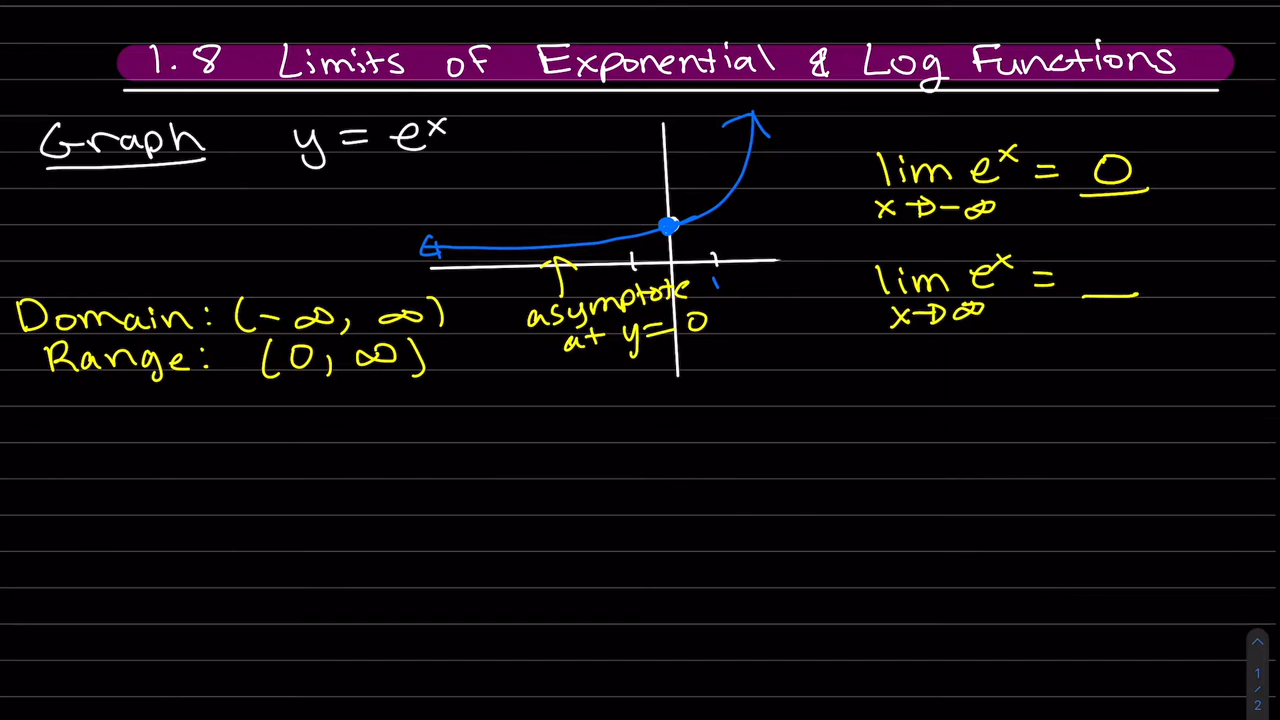 1.8 Limits of Exponential & Log Functions
Graph y = e^x
lim e^x = 0
x→-∞
lim e^x = _
x→∞
1
asymptote
at y=0
Domain: (-∞, ∞)
Range: (0, ∞)
1
/
2